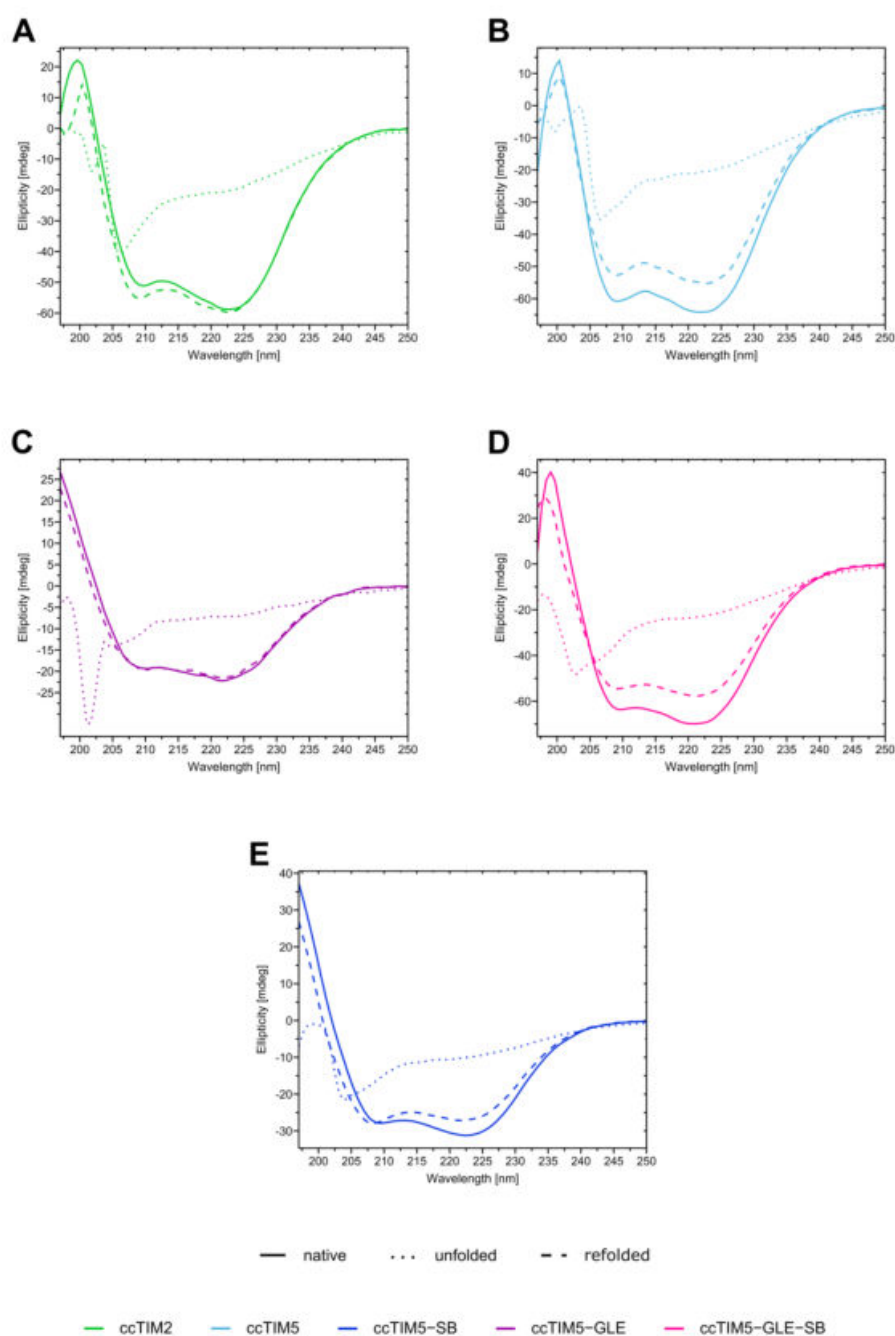 A
20
10
0
-10
-20
-30
-40
-50
-60
Ellipticity [mdeg]
200 205 210 215 220 225 230 235 240 245 250
Wavelength [nm]
B
10
0
-10
-20
-30
-40
-50
-60
Ellipticity [mdeg]
200 205 210 215 220 225 230 235 240 245 250
Wavelength [nm]
C
25
25
15
10
5
0
-5
-10
-15
-20
-25
Ellipticity [mdeg]
200 205 210 215 220 225 230 235 240 245 250
Wavelength [nm]
D
40
20
0
-20
-40
-60
Ellipticity [mdeg]
200 205 210 215 220 225 230 235 240 245 250
Wavelength [nm]
E
40
30
20
10
0
-10
-20
-30
Ellipticity [mdeg]
200 205 210 215 220 225 230 235 240 245 250
Wavelength [nm]
native unfolded refolded
ccTIM2 ccTIM5 ccTIM5-SB ccTIM5-GLE ccTIM5-GLE-SB